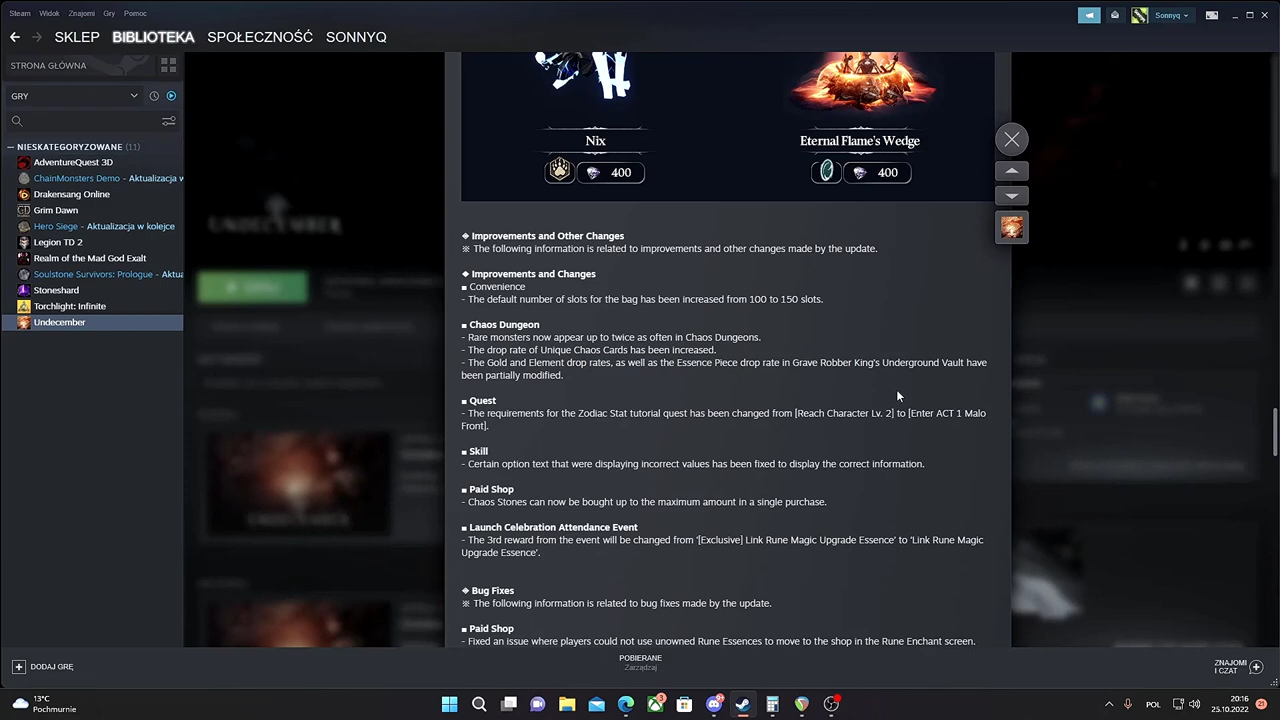 Steam Widok Znajomi Gry Pomoc
Sonnyq
SKLEP BIBLIOTEKA SPOŁECZNOŚĆ SONNYQ
STRONA GŁÓWNA
GRY
NIESKATEGORYZOWANE (11)
AdventureQuest 3D
ChainMonsters Demo - Aktualizacja w
Drakensang Online
Grim Dawn
Hero Siege - Aktualizacja w kolejce
Legion TD 2
Realm of the Mad God Exalt
Soulstone Survivors: Prologue - Aktua
Stoneshard
Torchlight: Infinite
Undecember
UNDECEMBER
Nix
400
Eternal Flame's Wedge
400
❖ Improvements and Other Changes
※ The following information is related to improvements and other changes made by the update.
❖ Improvements and Changes
■ Convenience
- The default number of slots for the bag has been increased from 100 to 150 slots.
■ Chaos Dungeon
- Rare monsters now appear up to twice as often in Chaos Dungeons.
- The drop rate of Unique Chaos Cards has been increased.
- The Gold and Element drop rates, as well as the Essence Piece drop rate in Grave Robber King's Underground Vault have
been partially modified.
■ Quest
- The requirements for the Zodiac Stat tutorial quest has been changed from [Reach Character Lv. 2] to [Enter ACT 1 Malo
Front].
■ Skill
- Certain option text that were displaying incorrect values has been fixed to display the correct information.
■ Paid Shop
- Chaos Stones can now be bought up to the maximum amount in a single purchase.
■ Launch Celebration Attendance Event
- The 3rd reward from the event will be changed from '[Exclusive] Link Rune Magic Upgrade Essence' to 'Link Rune Magic
Upgrade Essence'.
❖ Bug Fixes
※ The following information is related to bug fixes made by the update.
■ Paid Shop
- Fixed an issue where players could not use unowned Rune Essences to move to the shop in the Rune Enchant screen.
DODAJ GRĘ
POBIERANE
Zarządzaj
ZNAJOMI
I CZAT
13°C
Pochmurnie
3
9+
POL
20:16
25.10.2022
21